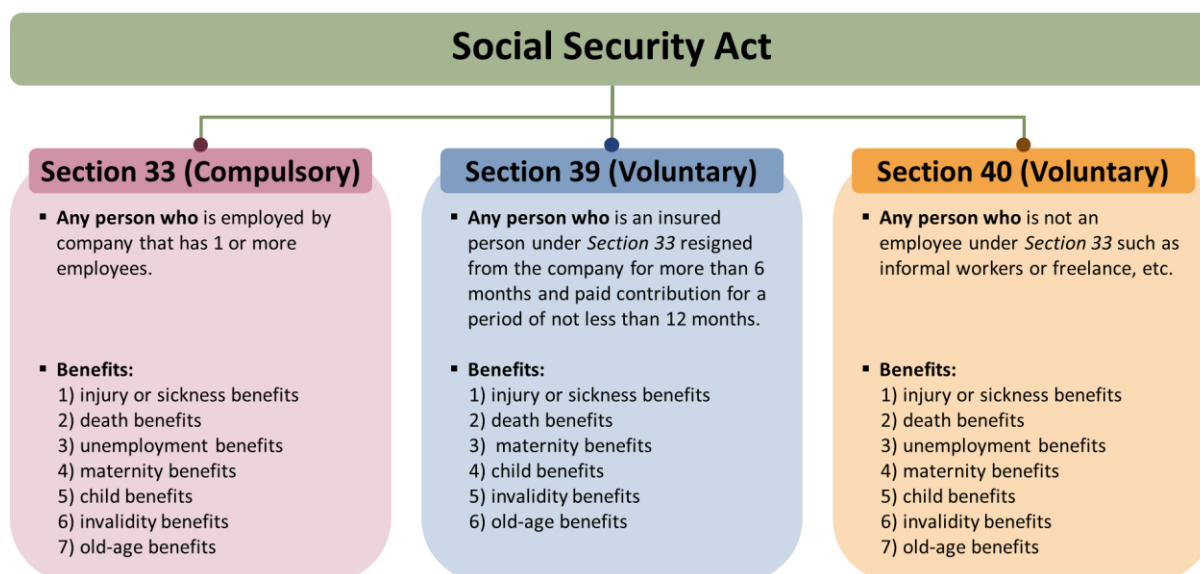 Social Security Act
Section 33 (Compulsory)
▪ Any person who is employed by
company that has 1 or more
employees.
▪ Benefits:
1) injury or sickness benefits
2) death benefits
3) unemployment benefits
4) maternity benefits
5) child benefits
6) invalidity benefits
7) old-age benefits
Section 39 (Voluntary)
▪ Any person who is an insured
person under Section 33 resigned
from the company for more than 6
months and paid contribution for a
period of not less than 12 months.
▪ Benefits:
1) injury or sickness benefits
2) death benefits
3) maternity benefits
4) child benefits
5) invalidity benefits
6) old-age benefits
Section 40 (Voluntary)
▪ Any person who is not an
employee under Section 33 such as
informal workers or freelance, etc.
▪ Benefits:
1) injury or sickness benefits
2) death benefits
3) unemployment benefits
4) maternity benefits
5) child benefits
6) invalidity benefits
7) old-age benefits